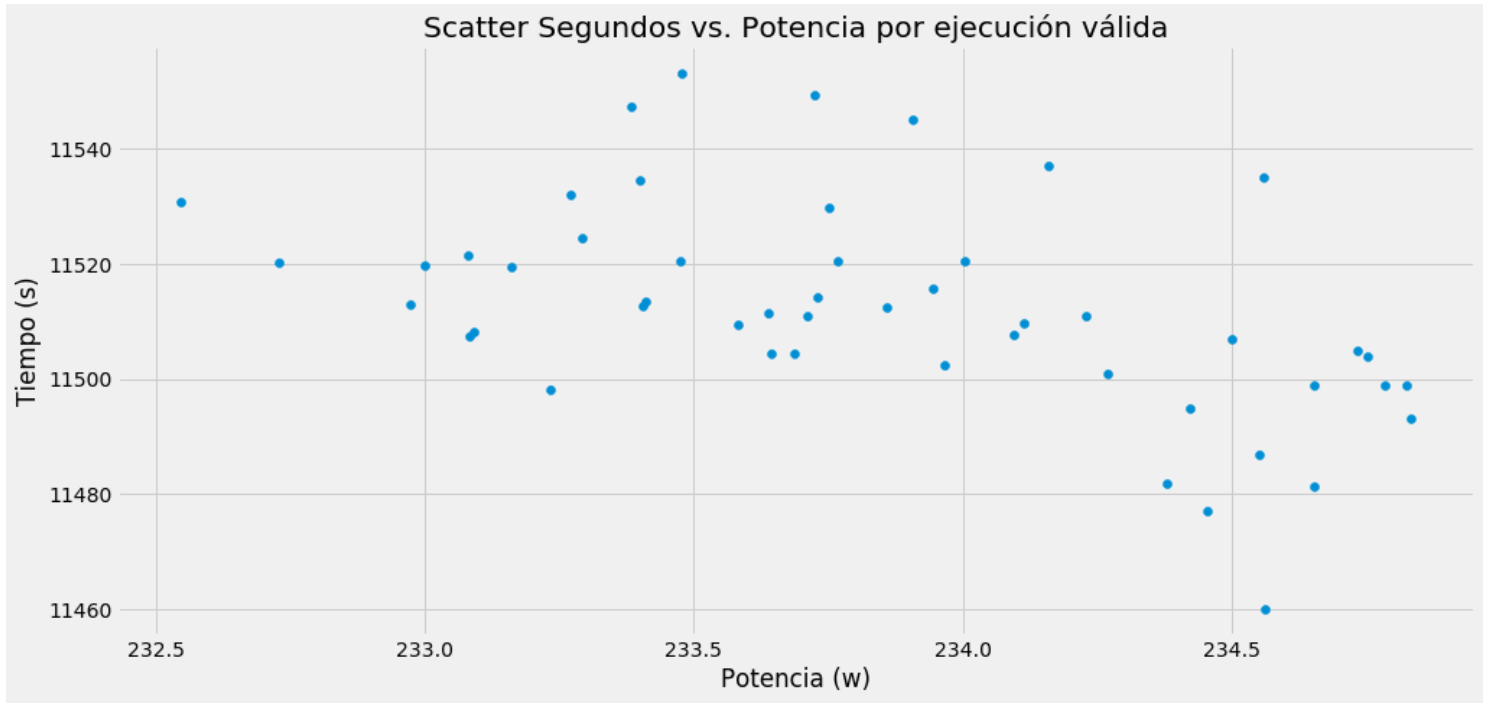 Scatter Segundos vs. Potencia por ejecución válida
Tiempo (s)
11540
11520
11500
11480
11460
232.5 233.0 233.5 234.0 234.5
Potencia (w)